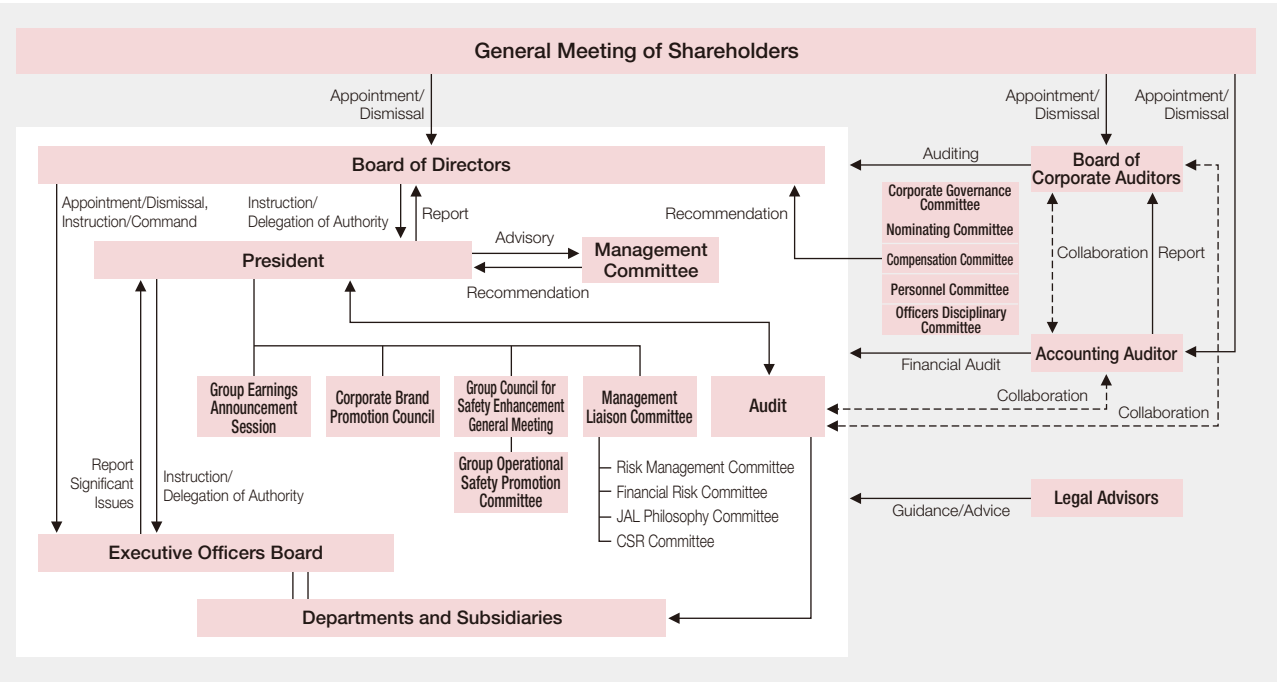 General Meeting of Shareholders
Appointment/
Dismissal
Appointment/
Dismissal
Appointment/
Dismissal
Board of Directors
Auditing
Board of
Corporate Auditors
Appointment/Dismissal,
Instruction/Command
Instruction/
Delegation of Authority
Report
Recommendation
Corporate Governance
Committee
Nominating Committee
Compensation Committee
Personnel Committee
Officers Disciplinary
Committee
Collaboration
Report
President
Advisory
Recommendation
Management
Committee
Accounting Auditor
Financial Audit
Collaboration
Collaboration
Group Earnings
Announcement
Session
Corporate Brand
Promotion Council
Group Council for
Safety Enhancement
General Meeting
Management
Liaison Committee
Audit
Group Operational
Safety Promotion
Committee
Risk Management Committee
Financial Risk Committee
JAL Philosophy Committee
CSR Committee
Report
Significant
Issues
Instruction/
Delegation of Authority
Legal Advisors
Guidance/Advice
Executive Officers Board
Departments and Subsidiaries